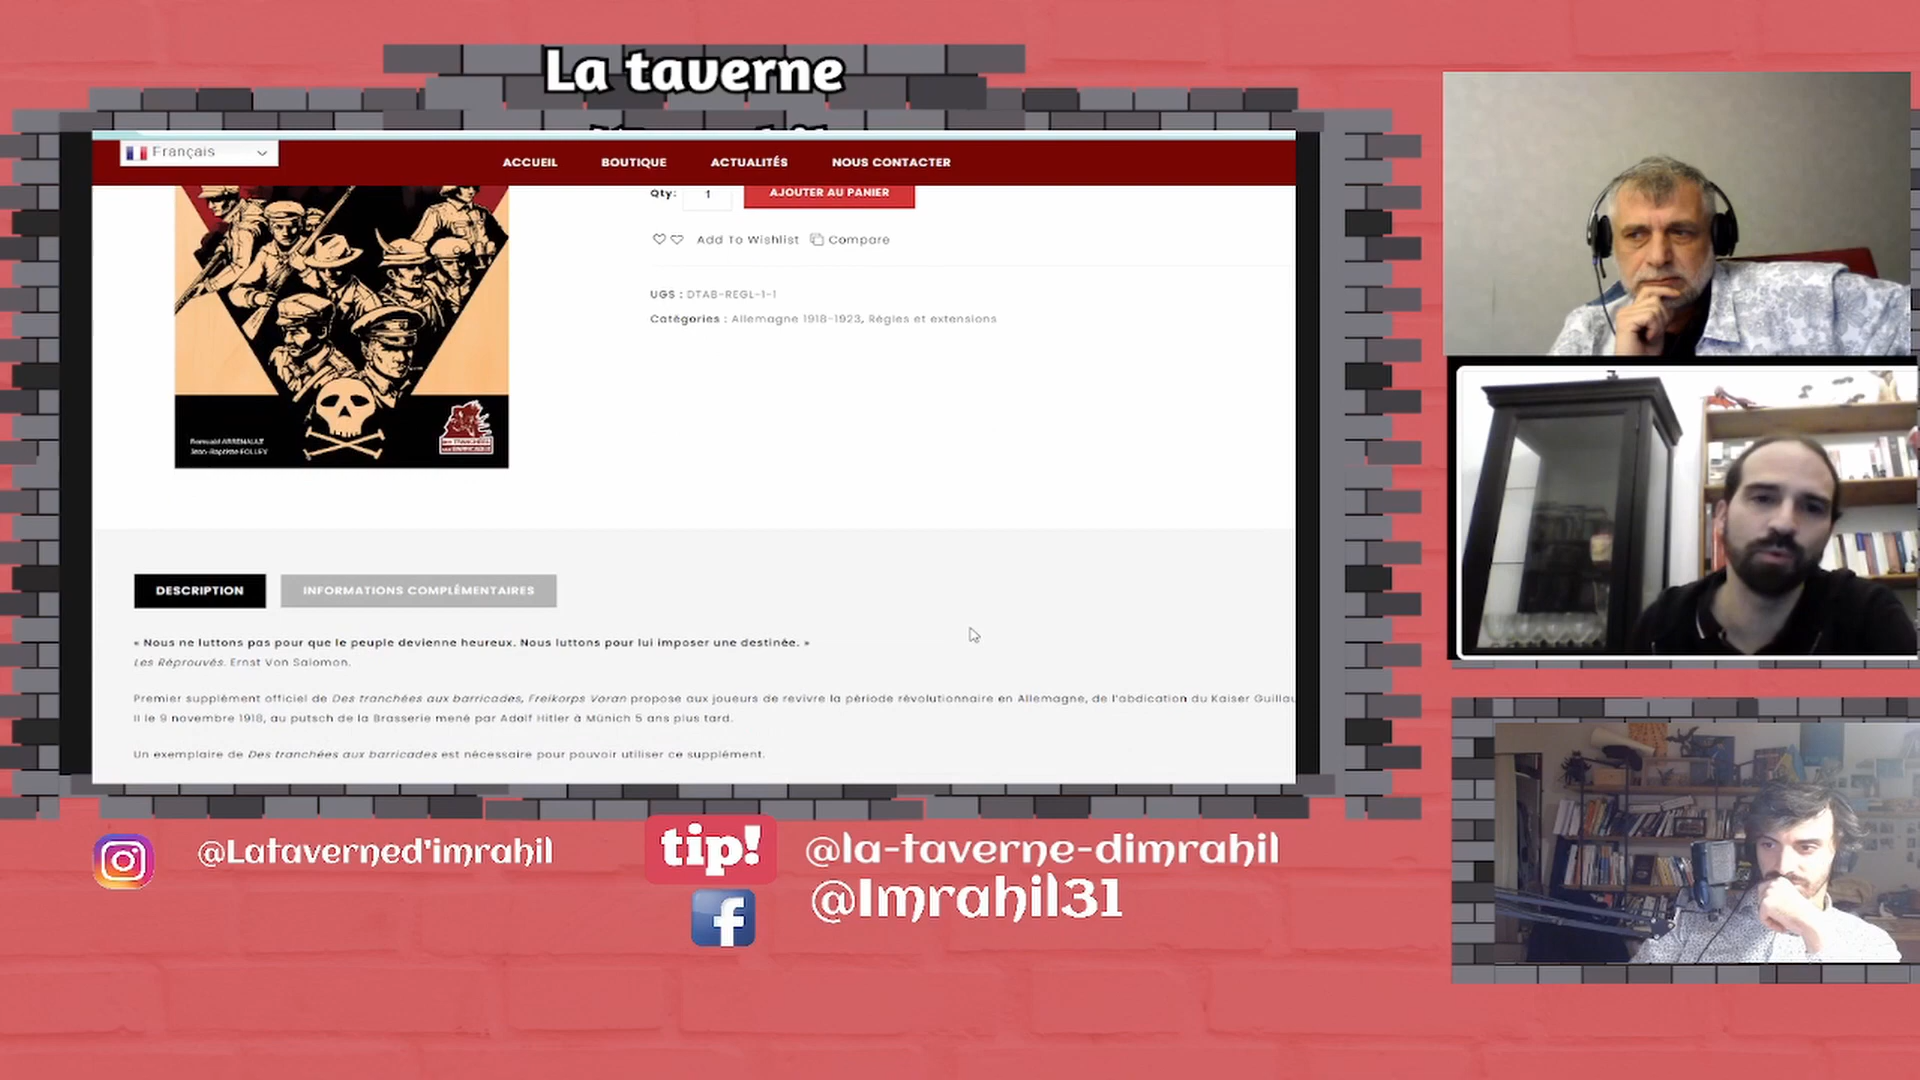 La taverne
Français
ACCUEIL
BOUTIQUE
ACTUALITÉS
NOUS CONTACTER
Qty: 1
AJOUTER AU PANIER
Add To Wishlist
Compare
UGS : DTAB-REGL-1-1
Catégories : Allemagne 1918-1923, Règles et extensions
Jean-Baptiste FOLLEY
DESCRIPTION
INFORMATIONS COMPLÉMENTAIRES
« Nous ne luttons pas pour que le peuple devienne heureux. Nous luttons pour lui imposer une destinée. »
Les Réprouvés. Ernst Von Salomon.
Premier supplément officiel de Des tranchées aux barricades, Freikorps Voran propose aux joueurs de revivre la période révolutionnaire en Allemagne, de l'abdication du Kaiser Guillau
II le 9 novembre 1918, au putsch de la Brasserie mené par Adolf Hitler à Münich 5 ans plus tard.
Un exemplaire de Des tranchées aux barricades est nécessaire pour pouvoir utiliser ce supplément.
@Lataverned'imrahil
tip!
@la-taverne-dimrahil
@Imrahil31